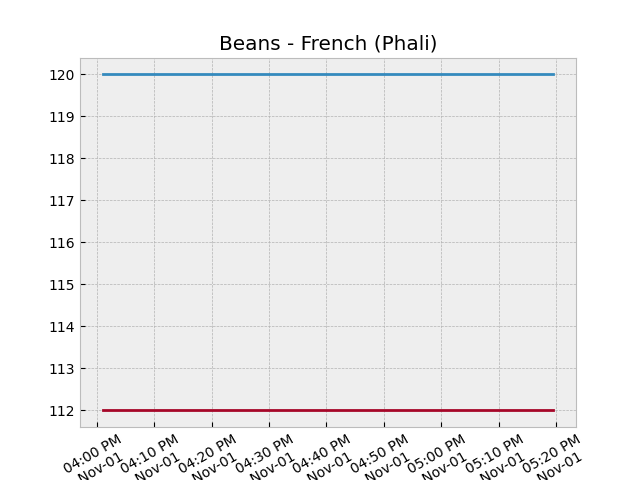 Beans - French (Phali)
120
119
118
117
116
115
114
113
112
04:00 PM
Nov-01
04:10 PM
Nov-01
04:20 PM
Nov-01
04:30 PM
Nov-01
04:40 PM
Nov-01
04:50 PM
Nov-01
05:00 PM
Nov-01
05:10 PM
Nov-01
05:20 PM
Nov-01